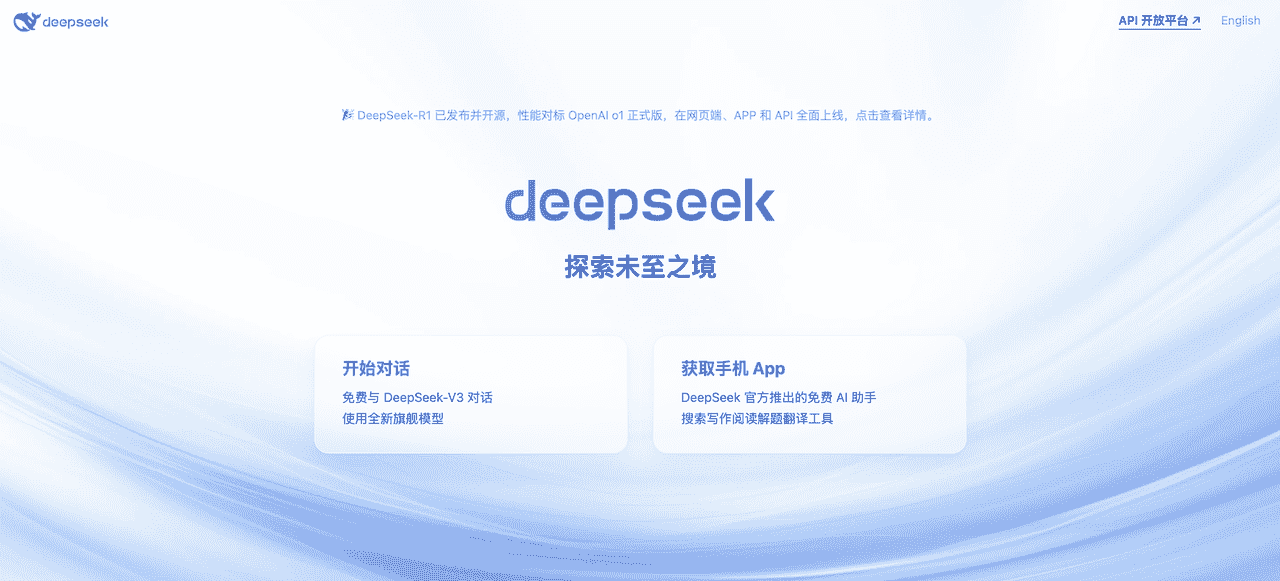 deepseek
API 开放平台↗
English
🎉 DeepSeek-R1 已发布并开源，性能对标 OpenAI o1 正式版，在网页端、APP 和 API 全面上线，点击查看详情。
deepseek
探索未至之境
开始对话
免费与 DeepSeek-V3 对话
使用全新旗舰模型
获取手机 App
DeepSeek 官方推出的免费 AI 助手
搜索写作阅读解题翻译工具